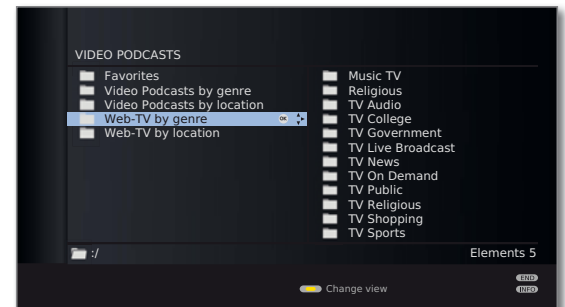 VIDEO PODCASTS
Favorites
Video Podcasts by genre
Video Podcasts by location
Web-TV by genre OK
Web-TV by location
Music TV
Religious
TV Audio
TV College
TV Government
TV Live Broadcast
TV News
TV On Demand
TV Public
TV Religious
TV Shopping
TV Sports
:/
Elements 5
Change view
END
INFO